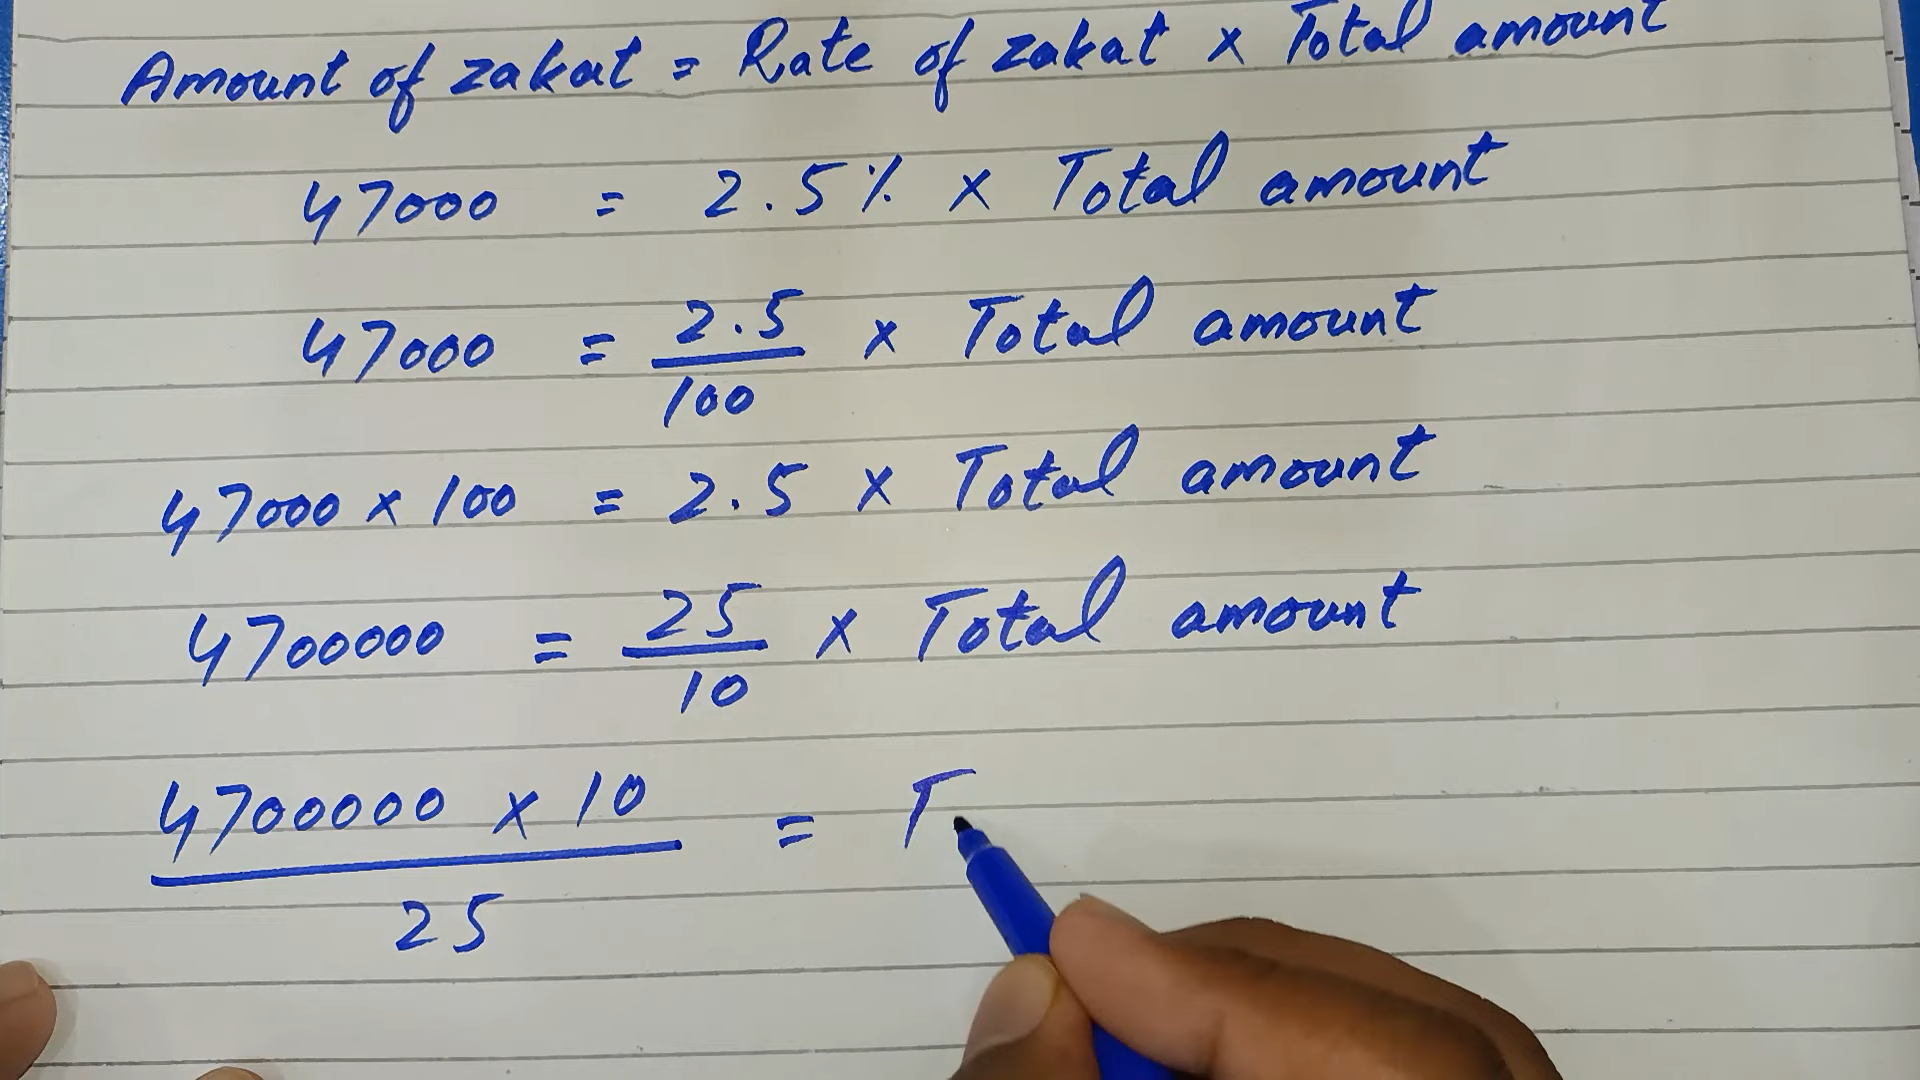 Amount of zakat = Rate of zakat x Total amount
47000 = 2.5% x Total amount
47000 = 2.5/100 x Total amount
47000 x 100 = 2.5 x Total amount
4700000 = 25/10 x Total amount
4700000 x 10 / 25 = T